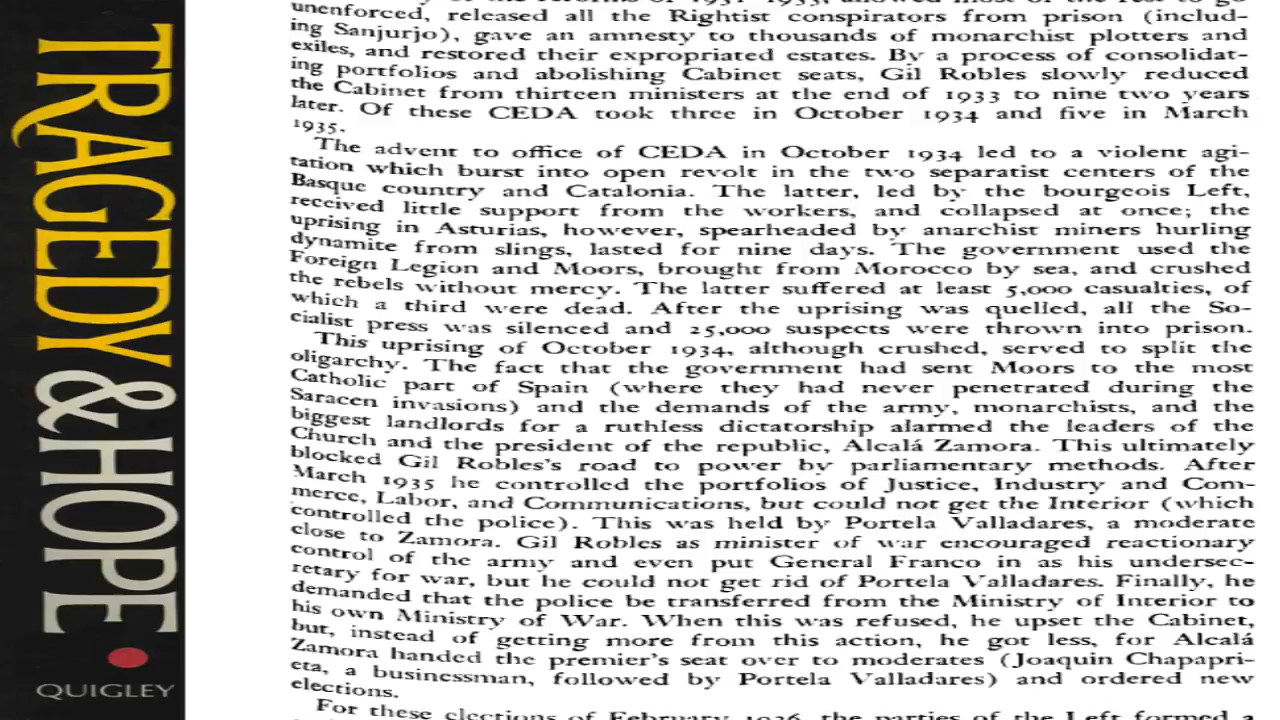 TRAGEDY & HOPE
QUIGLEY
unenforced, released all the Rightist conspirators from prison (includ-
ing Sanjurjo), gave an amnesty to thousands of monarchist plotters and
exiles, and restored their expropriated estates. By a process of consolidat-
ing portfolios and abolishing Cabinet seats, Gil Robles slowly reduced
the Cabinet from thirteen ministers at the end of 1933 to nine two years
later. Of these CEDA took three in October 1934 and five in March
1935.
The advent to office of CEDA in October 1934 led to a violent agi-
tation which burst into open revolt in the two separatist centers of the
Basque country and Catalonia. The latter, led by the bourgeois Left,
received little support from the workers, and collapsed at once; the
uprising in Asturias, however, spearheaded by anarchist miners hurling
dynamite from slings, lasted for nine days. The government used the
Foreign Legion and Moors, brought from Morocco by sea, and crushed
the rebels without mercy. The latter suffered at least 5,000 casualties, of
which a third were dead. After the uprising was quelled, all the So-
cialist press was silenced and 25,000 suspects were thrown into prison.
This uprising of October 1934, although crushed, served to split the
oligarchy. The fact that the government had sent Moors to the most
Catholic part of Spain (where they had never penetrated during the
Saracen invasions) and the demands of the army, monarchists, and the
biggest landlords for a ruthless dictatorship alarmed the leaders of the
Church and the president of the republic, Alcalá Zamora. This ultimately
blocked Gil Robles's road to power by parliamentary methods. After
March 1935 he controlled the portfolios of Justice, Industry and Com-
merce, Labor, and Communications, but could not get the Interior (which
controlled the police). This was held by Portela Valladares, a moderate
close to Zamora. Gil Robles as minister of war encouraged reactionary
control of the army and even put General Franco in as his undersec-
retary for war, but he could not get rid of Portela Valladares. Finally, he
demanded that the police be transferred from the Ministry of Interior to
his own Ministry of War. When this was refused, he upset the Cabinet,
but, instead of getting more from this action, he got less, for Alcalá
Zamora handed the premier's seat over to moderates (Joaquin Chapapri-
eta, a businessman, followed by Portela Valladares) and ordered new
elections.
For these elections of February 1936, the parties of the Left formed a